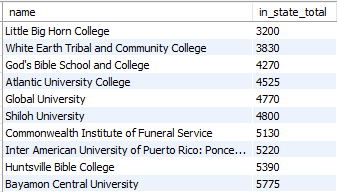 name in_state_total
Little Big Horn College 3200
White Earth Tribal and Community College 3830
God's Bible School and College 4270
Atlantic University College 4525
Global University 4770
Shiloh University 4800
Commonwealth Institute of Funeral Service 5130
Inter American University of Puerto Rico: Ponce... 5220
Huntsville Bible College 5390
Bayamon Central University 5775